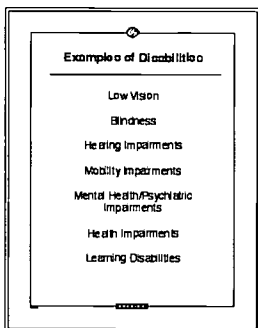 Examples of Disabilities
Low Vision
Blindness
Hearing Impairments
Mobility Impairments
Mental Health/Psychiatric
Impairments
Health Impairments
Learning Disabilities